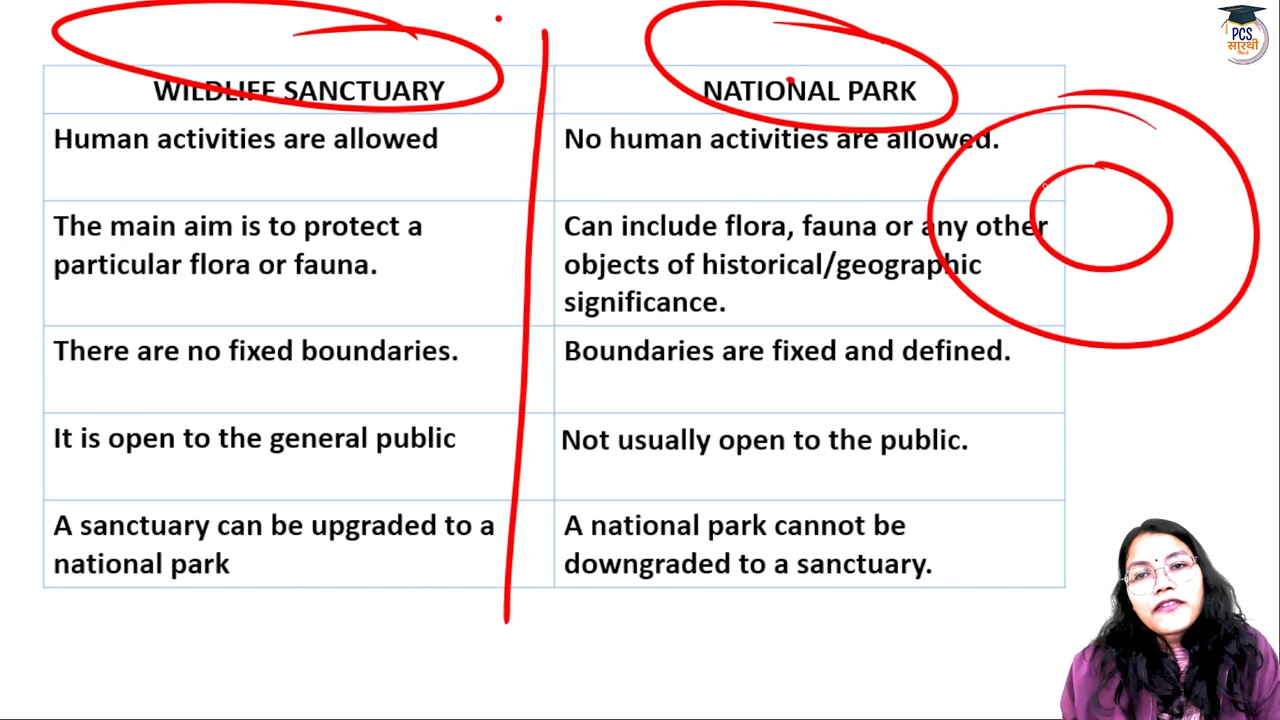 PCS
सारथी
WILDLIFE SANCTUARY
NATIONAL PARK
Human activities are allowed
No human activities are allowed.
The main aim is to protect a
particular flora or fauna.
Can include flora, fauna or any other
objects of historical/geographic
significance.
There are no fixed boundaries.
Boundaries are fixed and defined.
It is open to the general public
Not usually open to the public.
A sanctuary can be upgraded to a
national park
A national park cannot be
downgraded to a sanctuary.